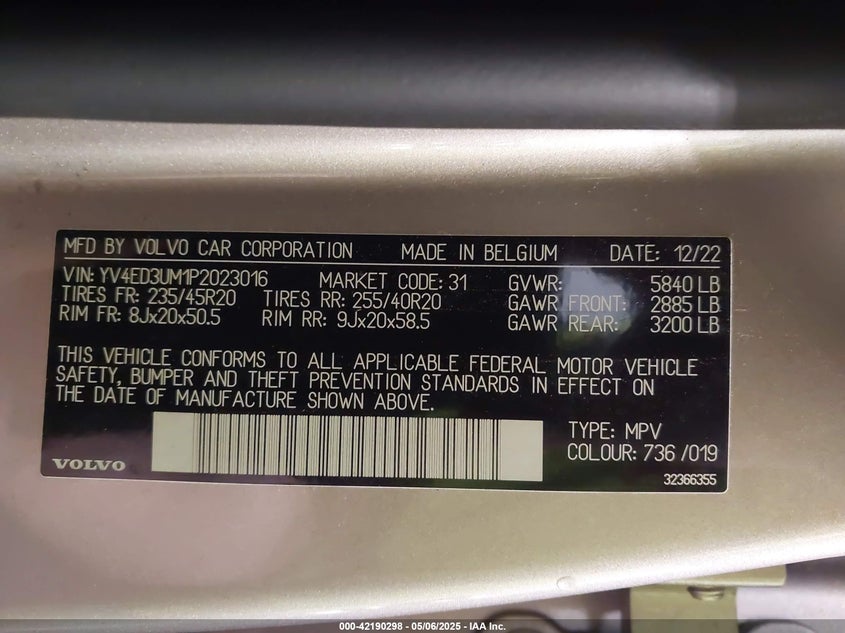 MFD BY VOLVO CAR CORPORATION MADE IN BELGIUM DATE: 12/22
VIN: YV4ED3UM1P2023016 MARKET CODE: 31 GVWR: 5840 LB
TIRES FR: 235/45R20 TIRES RR: 255/40R20 GAWR FRONT: 2885 LB
RIM FR: 8Jx20x50.5 RIM RR: 9Jx20x58.5 GAWR REAR: 3200 LB
THIS VEHICLE CONFORMS TO ALL APPLICABLE FEDERAL MOTOR VEHICLE
SAFETY, BUMPER AND THEFT PREVENTION STANDARDS IN EFFECT ON
THE DATE OF MANUFACTURE SHOWN ABOVE.
TYPE: MPV
COLOUR: 736 /019
VOLVO
32366355
000-42190298 - 05/06/2025 - IAA Inc.